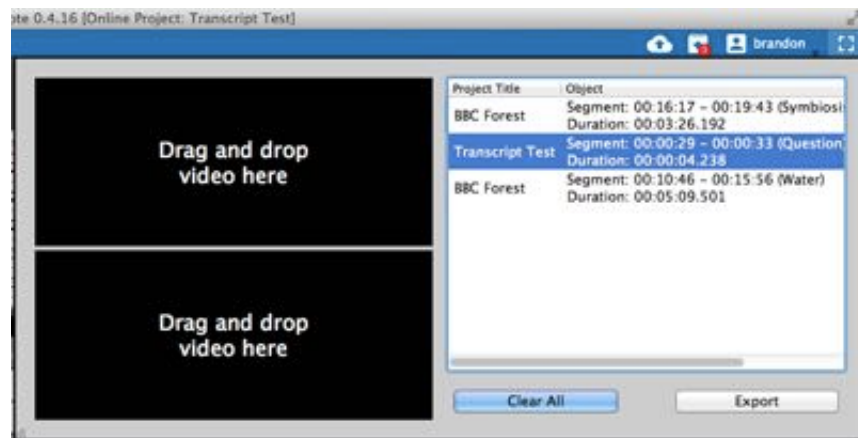 ote 0.4.16 [Online Project: Transcript Test]
brandon
Drag and drop
video here
Drag and drop
video here
Project Title Object
BBC Forest Segment: 00:16:17 - 00:19:43 (Symbiosis
Duration: 00:03:26.192
Transcript Test Segment: 00:00:29 - 00:00:33 (Question)
Duration: 00:00:04.238
BBC Forest Segment: 00:10:46 - 00:15:56 (Water)
Duration: 00:05:09.501
Clear All Export